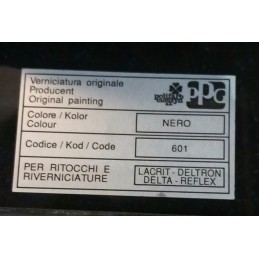 Verniciatura originale
Producent
Original painting
PPG
Colore / Kolor
Colour
NERO
Codice / Kod / Code
601
PER RITOCCHI E
RIVERNICIATURE
LACRIT - DELTRON
DELTA - REFLEX